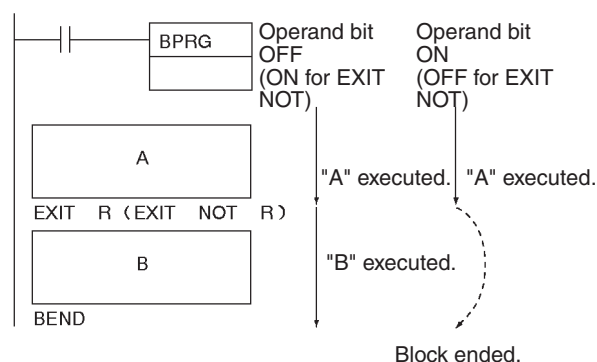 BPRG
Operand bit
OFF
(ON for EXIT
NOT)
Operand bit
ON
(OFF for EXIT
NOT)
A
"A" executed.
"A" executed.
EXIT R (EXIT NOT R)
B
"B" executed.
BEND
Block ended.